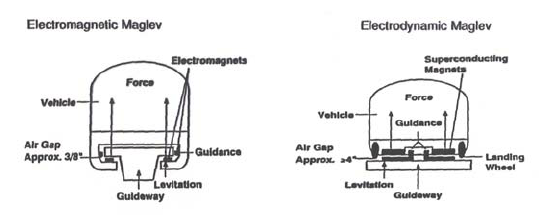 Electromagnetic Maglev
Electromagnets
Force
Vehicle
Air Gap
Approx. 3/8"
Guidance
Levitation
Guideway
Electrodynamic Maglev
Superconducting
Magnets
Force
Vehicle
Guidance
Air Gap
Approx. ≥4"
Landing
Wheel
Levitation
Guideway